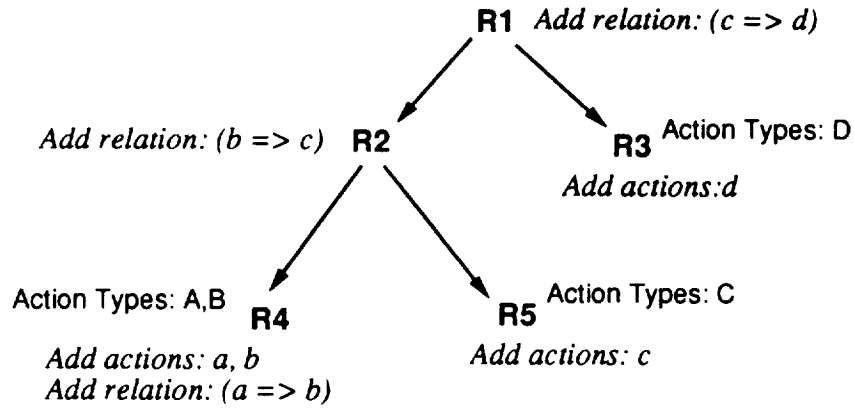 R1 Add relation: (c => d)
Add relation: (b => c) R2
R3 Action Types: D
Add actions:d
Action Types: A,B R4
R5 Action Types: C
Add actions: a, b
Add relation: (a => b)
Add actions: c